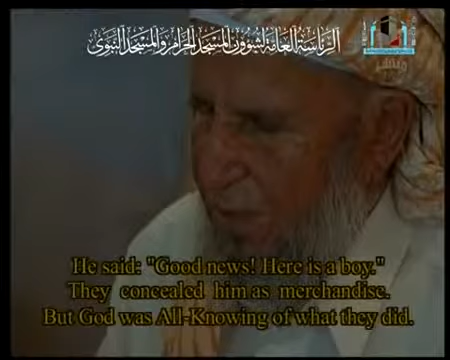 الرئاسة العامة لشؤون المسجد الحرام والمسجد النبوي
He said: "Good news! Here is a boy."
They concealed him as merchandise.
But God was All-Knowing of what they did.